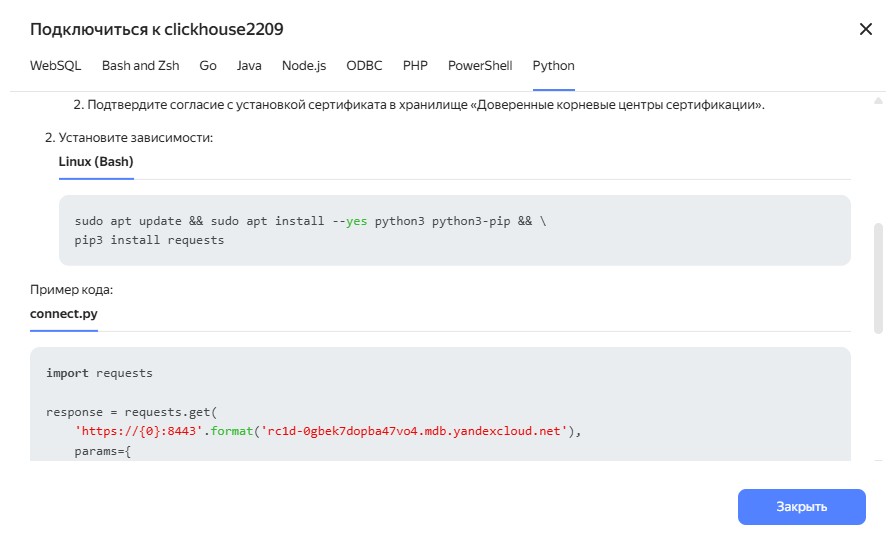 Подключиться к clickhouse2209
WebSQL Bash and Zsh Go Java Node.js ODBC PHP PowerShell Python
2. Подтвердите согласие с установкой сертификата в хранилище «Доверенные корневые центры сертификации».
2. Установите зависимости:
Linux (Bash)
sudo apt update && sudo apt install --yes python3 python3-pip && \
pip3 install requests
Пример кода:
connect.py
import requests
response = requests.get(
'https://{0}:8443'.format('rc1d-0gbek7dopba47vo4.mdb.yandexcloud.net'),
params={
Закрыть